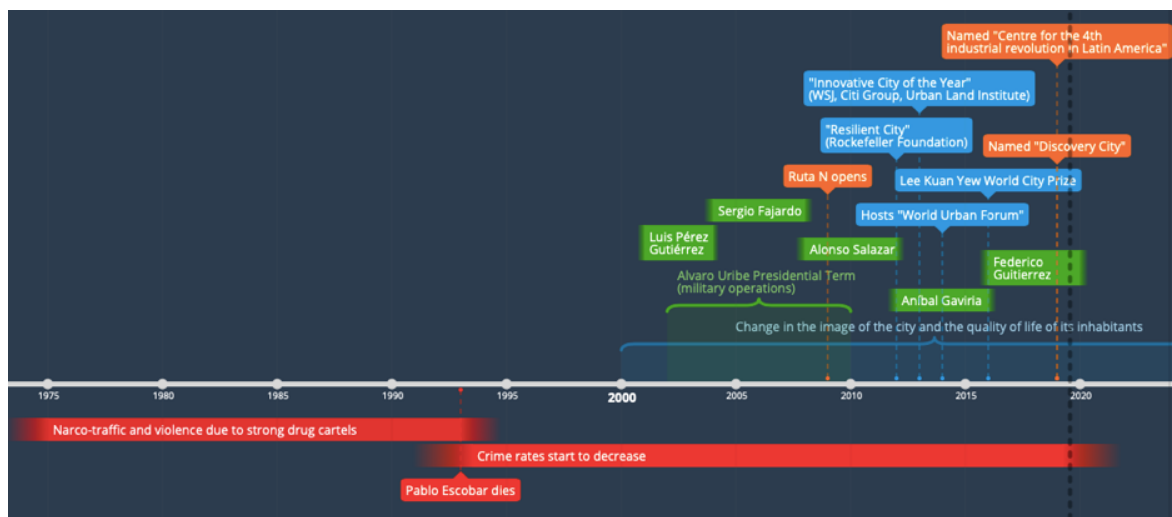 Named "Centre for the 4th
industrial revolution in Latin America"
"Innovative City of the Year"
(WSJ, Citi Group, Urban Land Institute)
"Resilient City"
(Rockefeller Foundation)
Named "Discovery City"
Ruta N opens
Lee Kuan Yew World City Prize
Sergio Fajardo
Hosts "World Urban Forum"
Luis Pérez
Gutiérrez
Alonso Salazar
Federico
Guitierrez
Alvaro Uribe Presidential Term
(military operations)
Aníbal Gaviria
Change in the image of the city and the quality of life of its inhabitants
1975 1980 1985 1990 1995 2000 2005 2010 2015 2020
Narco-traffic and violence due to strong drug cartels
Crime rates start to decrease
Pablo Escobar dies